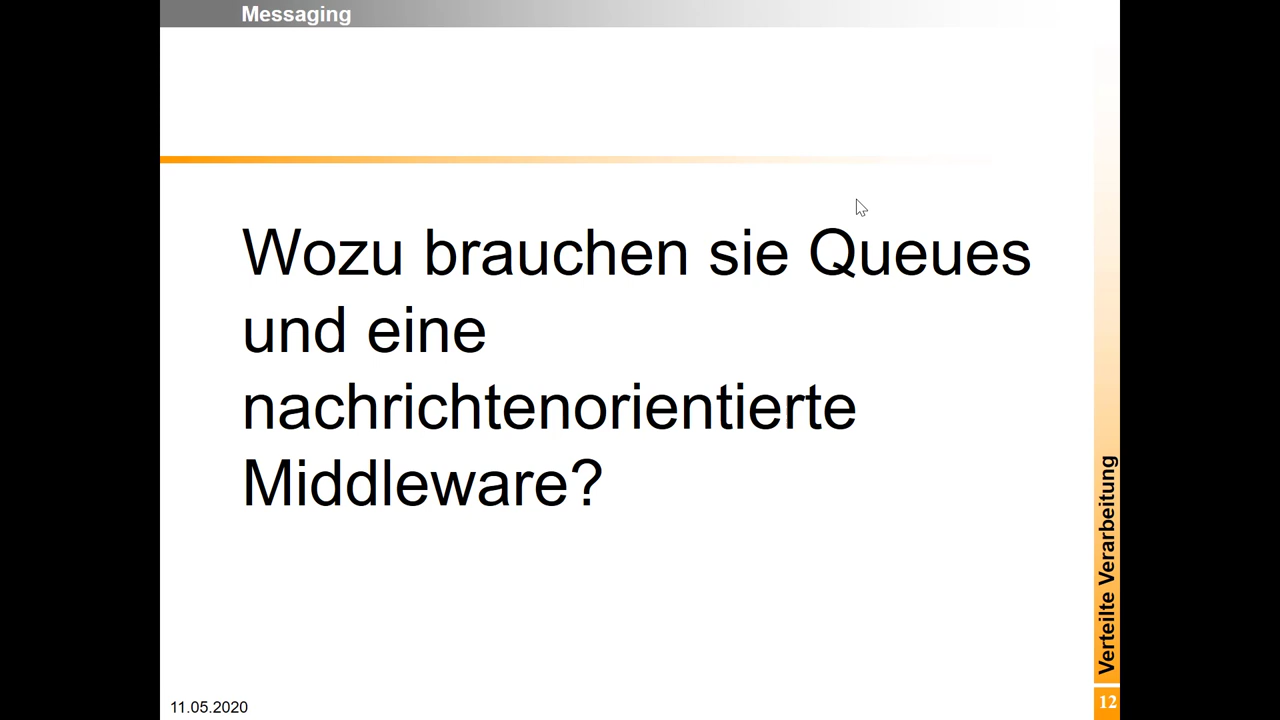 Messaging
Wozu brauchen sie Queues
und eine
nachrichtenorientierte
Middleware?
Verteilte Verarbeitung
11.05.2020
12